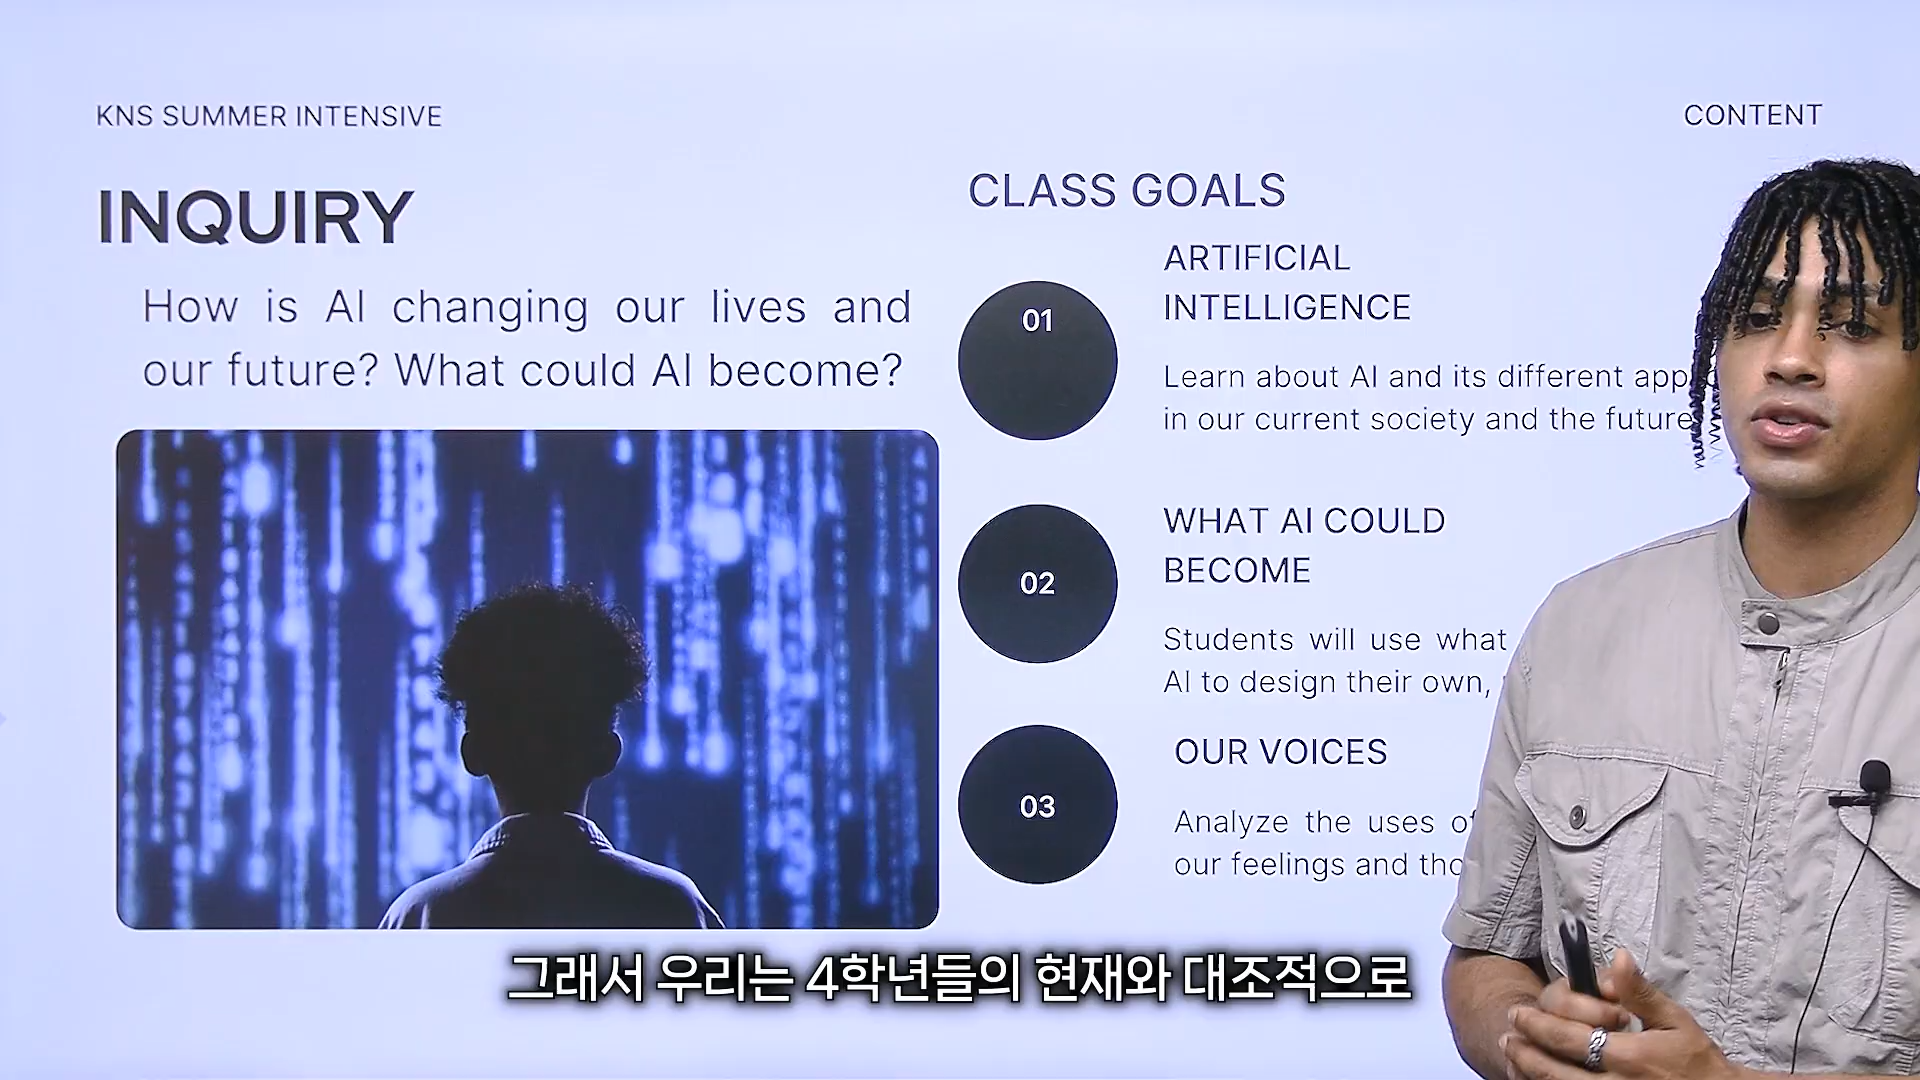 KNS SUMMER INTENSIVE
CONTENT
INQUIRY
How is AI changing our lives and
our future? What could AI become?
CLASS GOALS
01
ARTIFICIAL
INTELLIGENCE
Learn about AI and its different
in our current society and the future
02
WHAT AI COULD
BECOME
Students will use what
AI to design their own,
03
OUR VOICES
Analyze the uses of
our feelings and
그래서 우리는 4학년들의 현재와 대조적으로